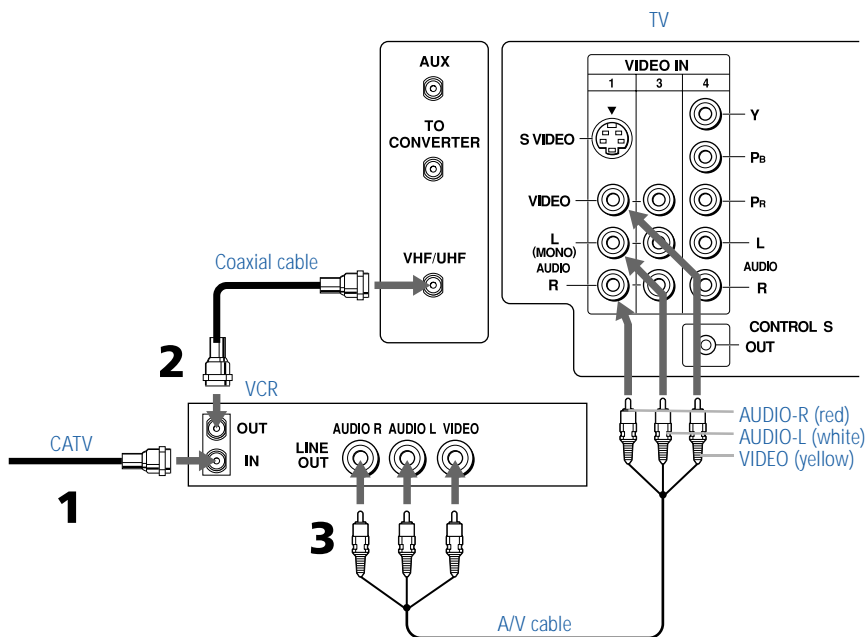 TV
AUX
TO
CONVERTER
VHF/UHF
VIDEO IN
1 3 4
S VIDEO
VIDEO
L
(MONO)
AUDIO
R
Y
PB
PR
L
AUDIO
R
CONTROL S
OUT
Coaxial cable
2
VCR
CATV
1
OUT
IN
LINE
OUT
AUDIO R AUDIO L VIDEO
3
AUDIO-R (red)
AUDIO-L (white)
VIDEO (yellow)
A/V cable